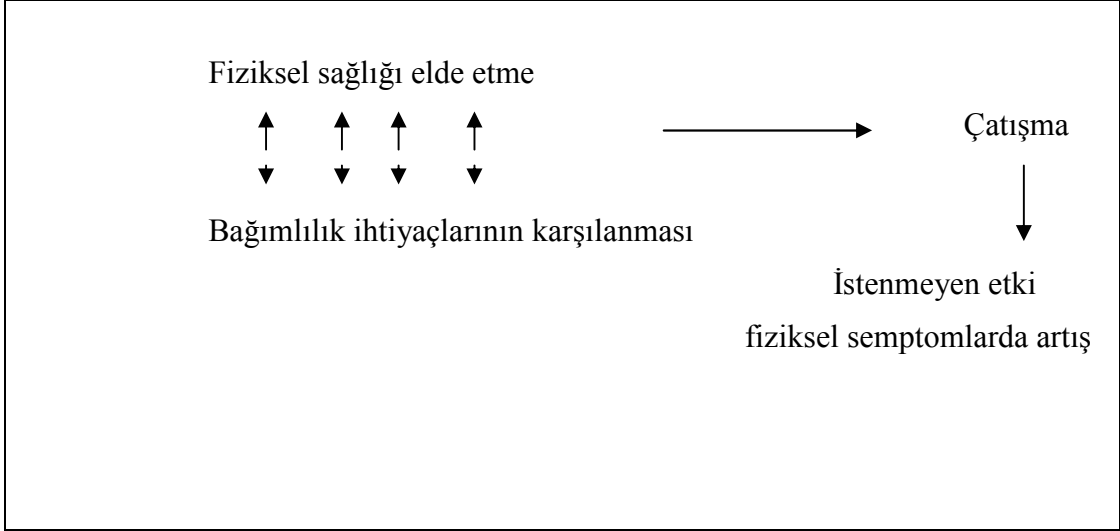 Fiziksel sağlığı elde etme
Çatışma
Bağımlılık ihtiyaçlarının karşılanması
İstenmeyen etki
fiziksel semptomlarda artış